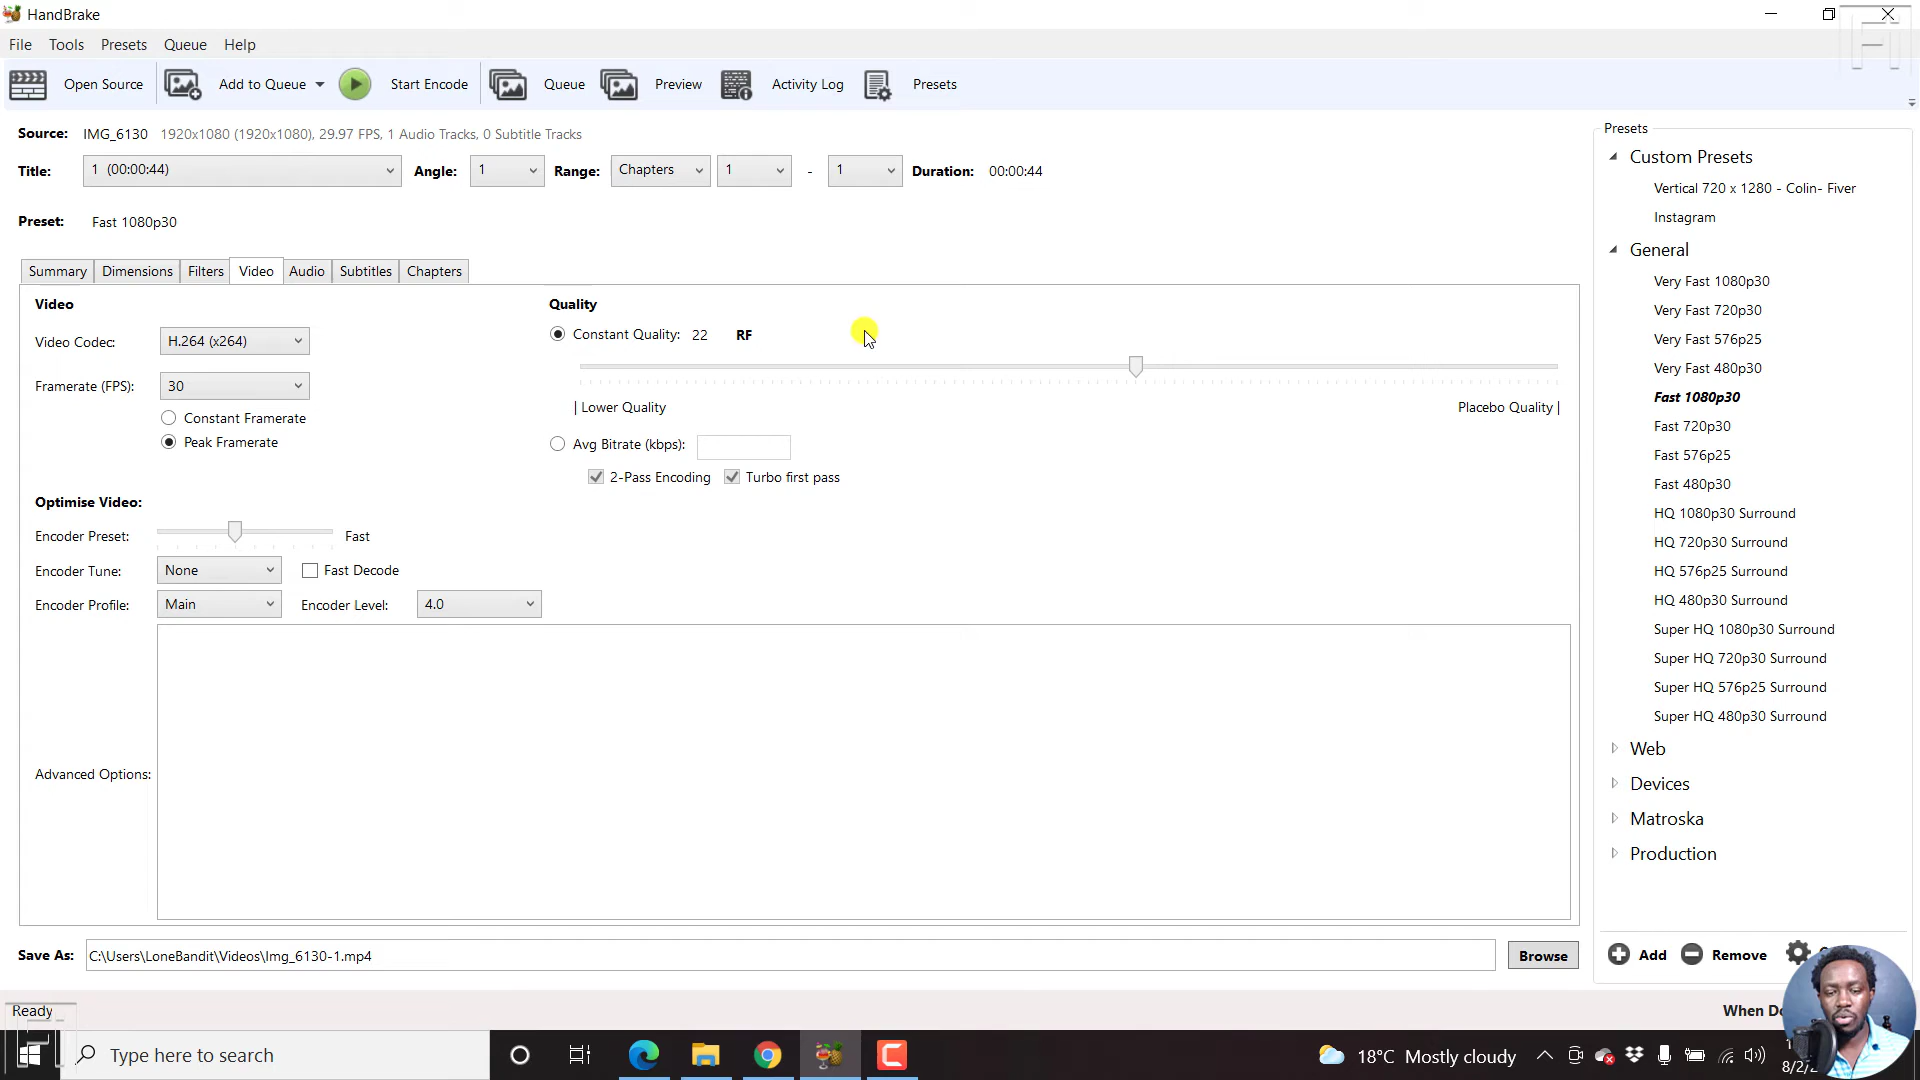 HandBrake
File Tools Presets Queue Help
Open Source Add to Queue Start Encode Queue Preview Activity Log Presets
Source: IMG_6130 1920x1080 (1920x1080), 29.97 FPS, 1 Audio Tracks, 0 Subtitle Tracks
Title: 1 (00:00:44) Angle: 1 Range: Chapters 1 - 1 Duration: 00:00:44
Preset: Fast 1080p30
Summary Dimensions Filters Video Audio Subtitles Chapters
Video
Video Codec: H.264 (x264)
Framerate (FPS): 30
Constant Framerate
Peak Framerate
Quality
Constant Quality: 22 RF
| Lower Quality Placebo Quality |
Avg Bitrate (kbps):
2-Pass Encoding Turbo first pass
Optimise Video:
Encoder Preset: Fast
Encoder Tune: None Fast Decode
Encoder Profile: Main Encoder Level: 4.0
Advanced Options:
Save As: C:\Users\LoneBandit\Videos\Img_6130-1.mp4 Browse
Presets
Custom Presets
Vertical 720 x 1280 - Colin- Fiver
Instagram
General
Very Fast 1080p30
Very Fast 720p30
Very Fast 576p25
Very Fast 480p30
Fast 1080p30
Fast 720p30
Fast 576p25
Fast 480p30
HQ 1080p30 Surround
HQ 720p30 Surround
HQ 576p25 Surround
HQ 480p30 Surround
Super HQ 1080p30 Surround
Super HQ 720p30 Surround
Super HQ 576p25 Surround
Super HQ 480p30 Surround
Web
Devices
Matroska
Production
Add Remove
Ready When
Type here to search 18°C Mostly cloudy